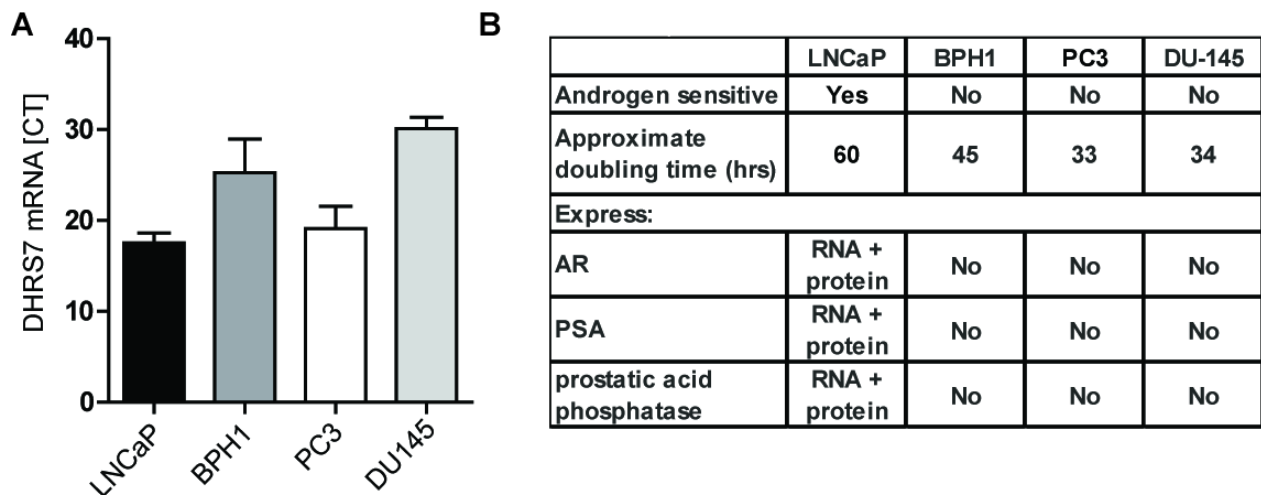 A
DHRS7 mRNA [CT]
40
30
20
10
0
LNCaP
BPH1
PC3
DU145
B
LNCaP BPH1 PC3 DU-145
Androgen sensitive Yes No No No
Approximate
doubling time (hrs) 60 45 33 34
Express:
AR RNA +
protein No No No
PSA RNA +
protein No No No
prostatic acid
phosphatase RNA +
protein No No No